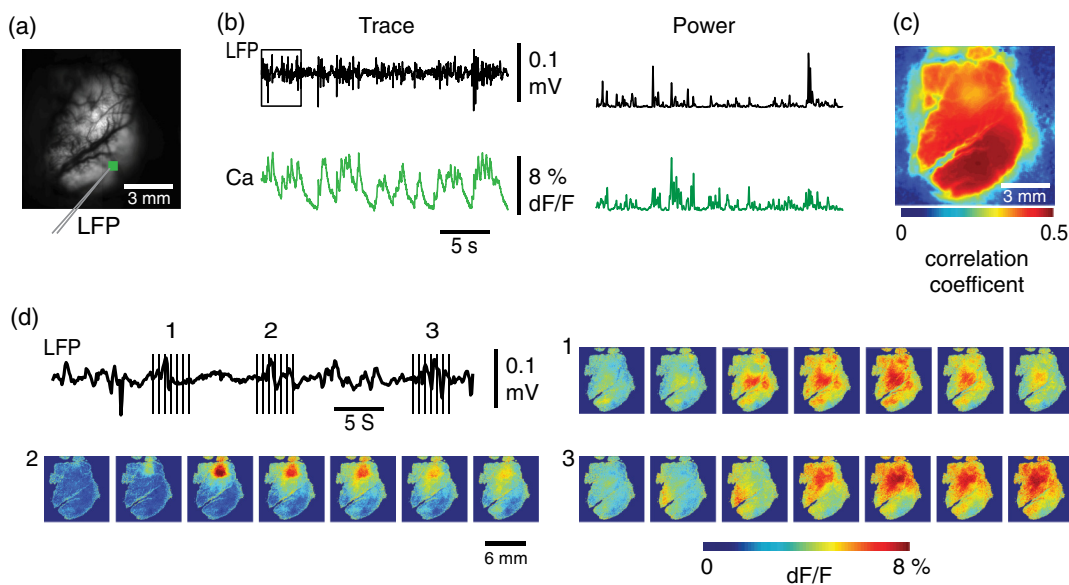 (a)
3 mm
LFP
(b)
Trace
Power
LFP
0.1
mV
Ca
8 %
dF/F
5 s
(c)
3 mm
0
0.5
correlation
coefficent
(d)
LFP
1
2
3
0.1
mV
5 S
1
2
6 mm
3
0
8 %
dF/F